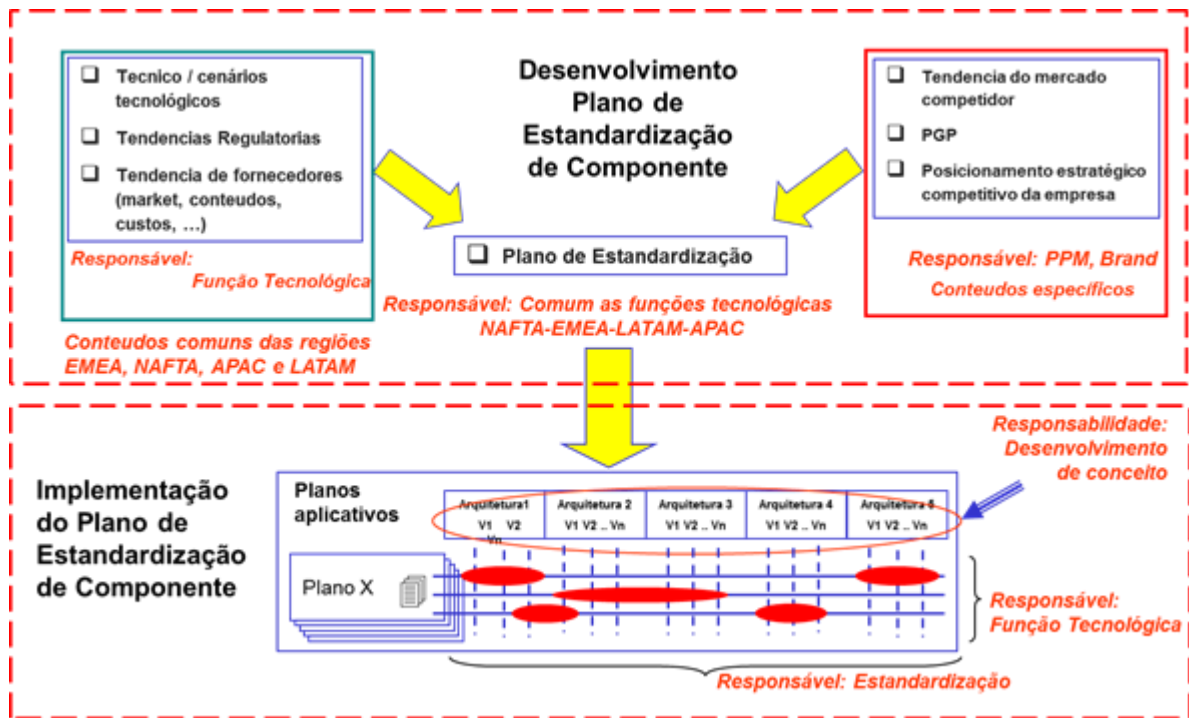 Tecnico / cenários
tecnológicos
Tendencias Regulatorias
Tendencia de fornecedores
(market, conteudos,
custos, ...)
Responsável:
Função Tecnológica
Conteudos comuns das regiões
EMEA, NAFTA, APAC e LATAM
Desenvolvimento
Plano de
Estandardização
de Componente
Plano de Estandardização
Responsável: Comum as funções tecnológicas
NAFTA-EMEA-LATAM-APAC
Tendencia do mercado
competidor
PGP
Posicionamento estratégico
competitivo da empresa
Responsável: PPM, Brand
Conteudos específicos
Implementação
do Plano de
Estandardização
de Componente
Planos
aplicativos
Arquitetura1
V1 V2
Vn
Arquitetura 2
V1 V2 .. Vn
Arquitetura 3
V1 V2 .. Vn
Arquitetura 4
V1 V2 .. Vn
Arquitetura 5
V1 V2 .. Vn
Plano X
Responsabilidade:
Desenvolvimento
de conceito
Responsável:
Função Tecnológica
Responsável: Estandardização